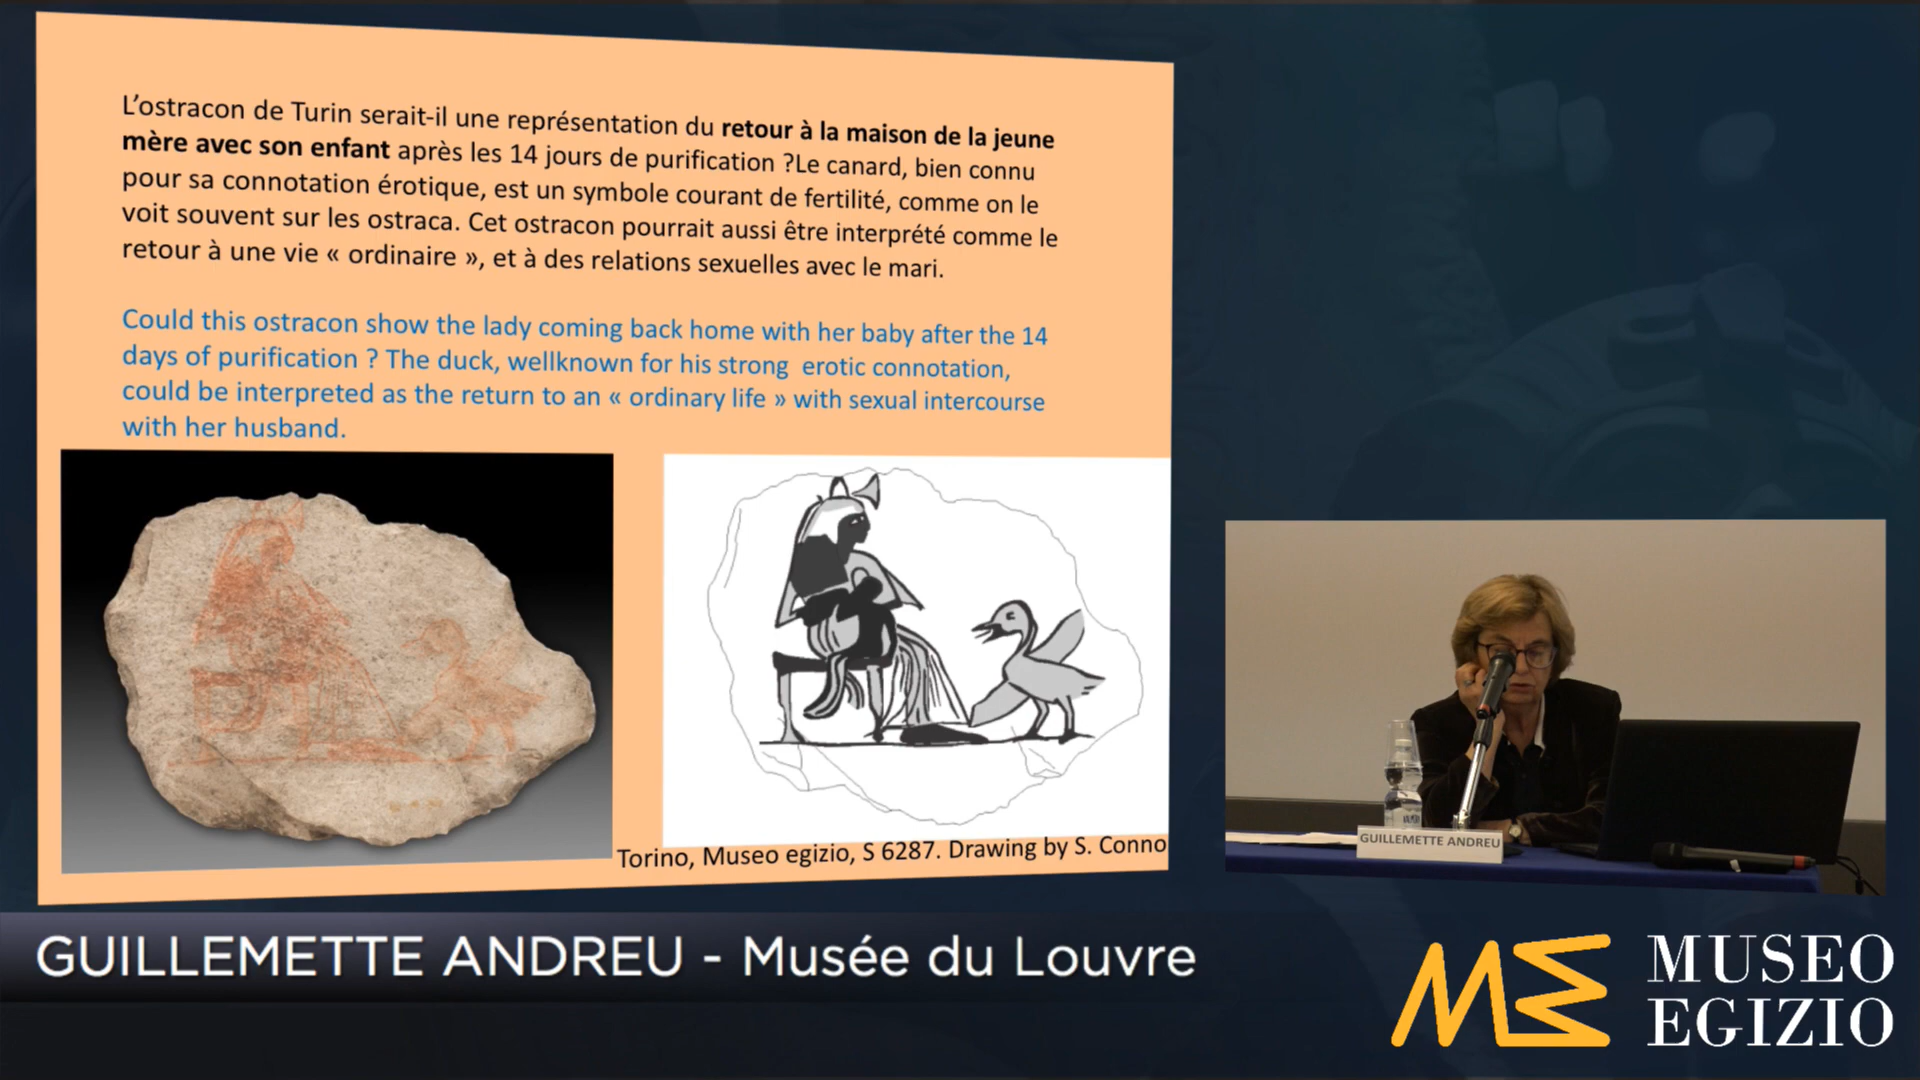 L'ostracon de Turin serait-il une représentation du retour à la maison de la jeune
mère avec son enfant après les 14 jours de purification ?Le canard, bien connu
pour sa connotation érotique, est un symbole courant de fertilité, comme on le
voit souvent sur les ostraca. Cet ostracon pourrait aussi être interprété comme le
retour à une vie « ordinaire », et à des relations sexuelles avec le mari.
Could this ostracon show the lady coming back home with her baby after the 14
days of purification ? The duck, wellknown for his strong erotic connotation,
could be interpreted as the return to an « ordinary life » with sexual intercourse
with her husband.
Torino, Museo egizio, S 6287. Drawing by S. Conno
GUILLEMETTE ANDREU
GUILLEMETTE ANDREU - Musée du Louvre
ME
MUSEO
EGIZIO